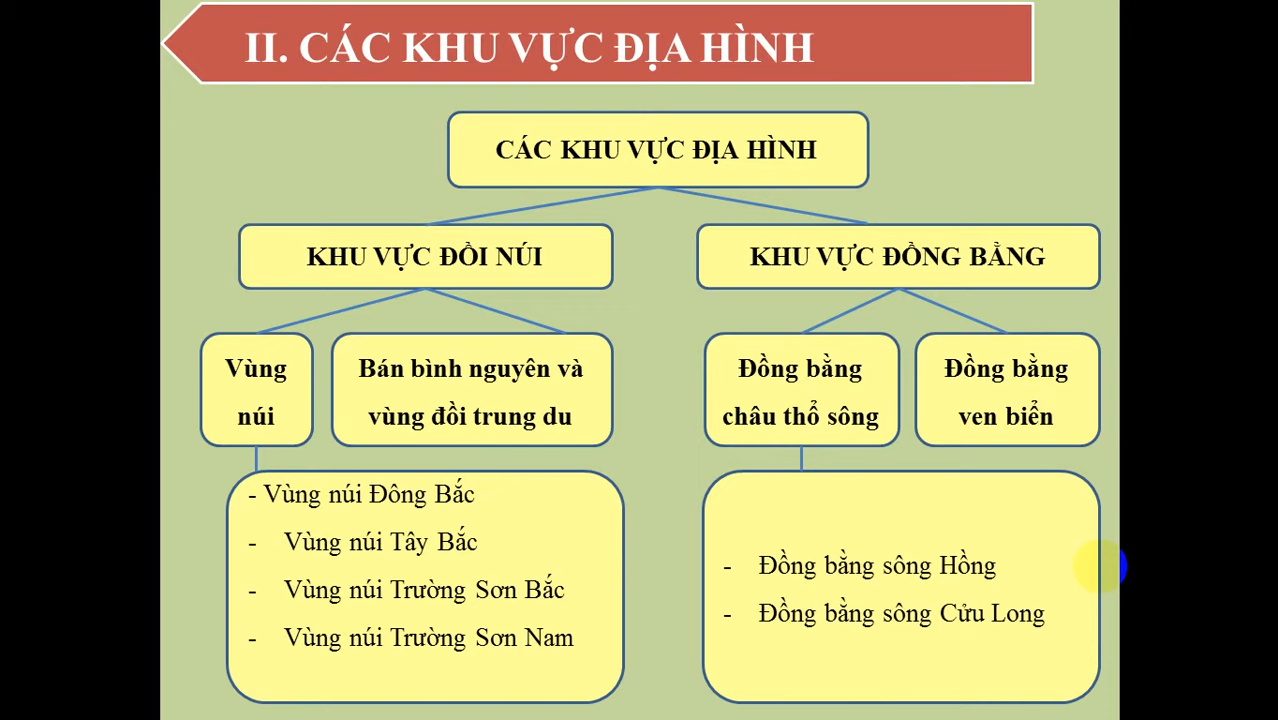 II. CÁC KHU VỰC ĐỊA HÌNH
CÁC KHU VỰC ĐỊA HÌNH
KHU VỰC ĐỒI NÚI
KHU VỰC ĐỒNG BẰNG
Vùng
núi
Bán bình nguyên và
vùng đồi trung du
Đồng bằng
châu thổ sông
Đồng bằng
ven biển
- Vùng núi Đông Bắc
- Vùng núi Tây Bắc
- Vùng núi Trường Sơn Bắc
- Vùng núi Trường Sơn Nam
- Đồng bằng sông Hồng
- Đồng bằng sông Cửu Long